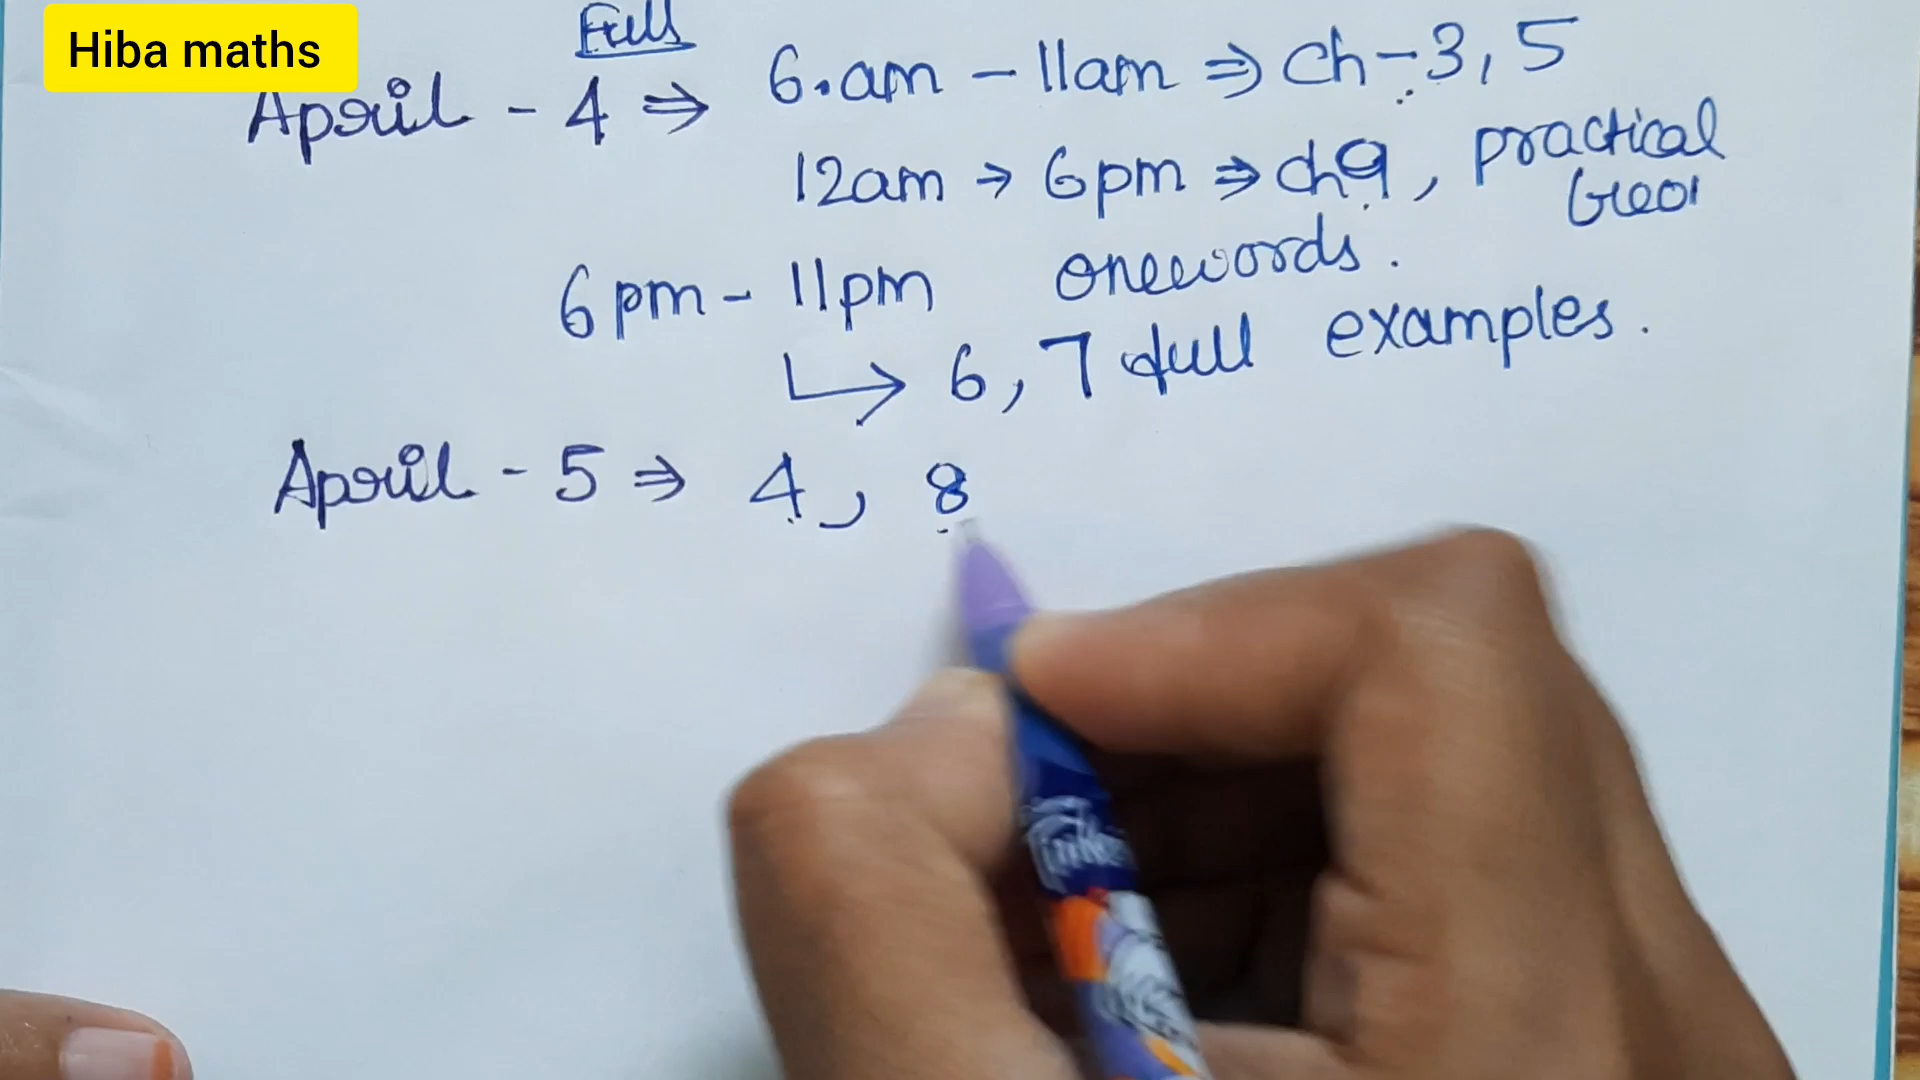 Hiba maths
Full
April - 4 ⇒ 6.am - 11am ⇒ Ch-3, 5
12am → 6pm ⇒ ch9, practical
Geo
onewords.
6pm - 11pm
↳ 6, 7 full examples.
April - 5 ⇒ 4, 8